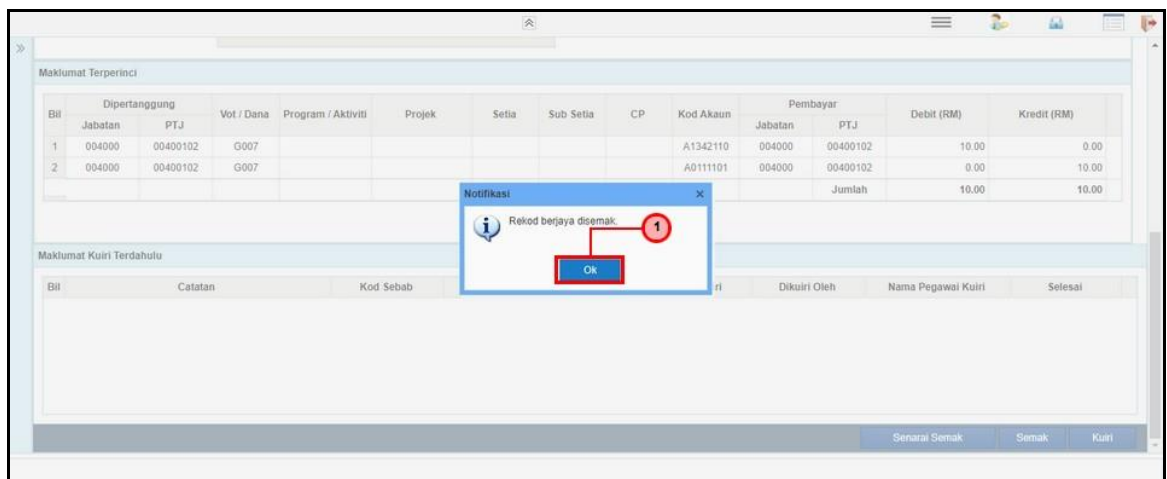 Maklumat Terperinci
Bil Dipertanggung Vot / Dana Program / Aktiviti Projek Setia Sub Setia CP Kod Akaun Pembayar Debit (RM) Kredit (RM)
Jabatan PTJ Jabatan PTJ
1 004000 00400102 G007 A1342110 004000 00400102 10.00 0.00
2 004000 00400102 G007 A0111101 004000 00400102 0.00 10.00
Jumlah 10.00 10.00
Notifikasi
Rekod berjaya disemak.
1
Ok
Maklumat Kuiri Terdahulu
Bil Catatan Kod Sebab ri Dikuiri Oleh Nama Pegawai Kuiri Selesai
Senarai Semak Semak Kuiri